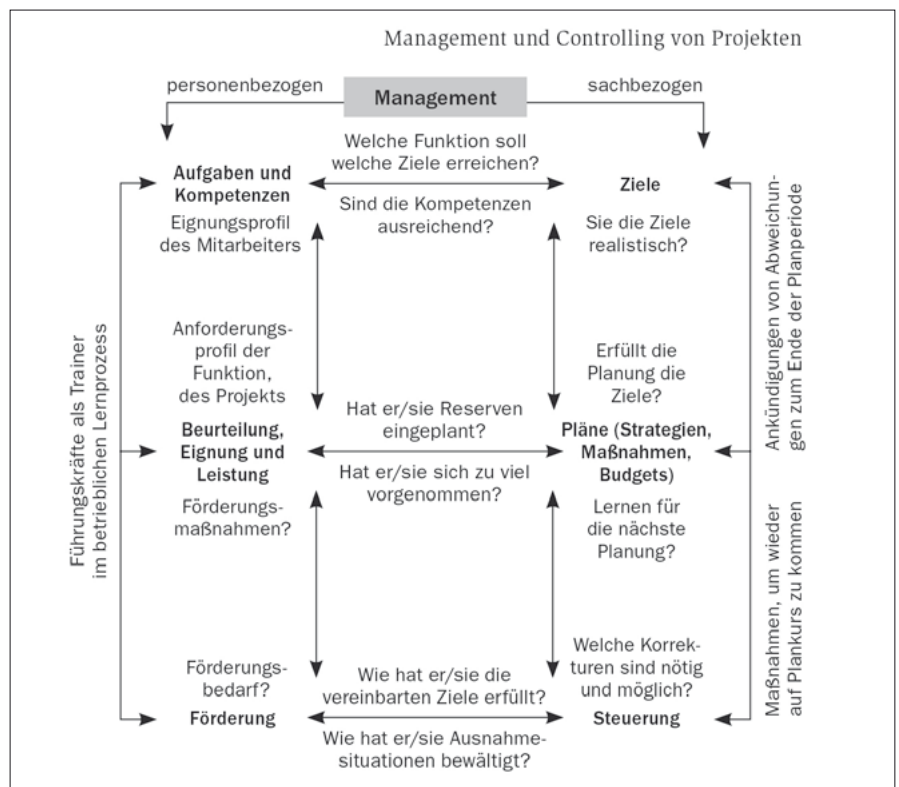 Management und Controlling von Projekten
personenbezogen
Management
sachbezogen
Welche Funktion soll
welche Ziele erreichen?
Aufgaben und
Kompetenzen
Ziele
Sind die Kompetenzen
ausreichend?
Eignungsprofil
des Mitarbeiters
Sie die Ziele
realistisch?
Anforderungs-
profil der
Funktion,
des Projekts
Erfüllt die
Planung die
Ziele?
Hat er/sie Reserven
eingeplant?
Beurteilung,
Eignung und
Leistung
Pläne (Strategien,
Maßnahmen,
Budgets)
Hat er/sie sich zu viel
vorgenommen?
Förderungs-
maßnahmen?
Lernen für
die nächste
Planung?
Förderungs-
bedarf?
Welche Korrek-
turen sind nötig
und möglich?
Wie hat er/sie die
vereinbarten Ziele erfüllt?
Förderung
Steuerung
Wie hat er/sie Ausnahme-
situationen bewältigt?
Führungskräfte als Trainer
im betrieblichen Lernprozess
Ankündigungen von Abweichun-
gen zum Ende der Planperiode
Maßnahmen, um wieder
auf Plankurs zu kommen